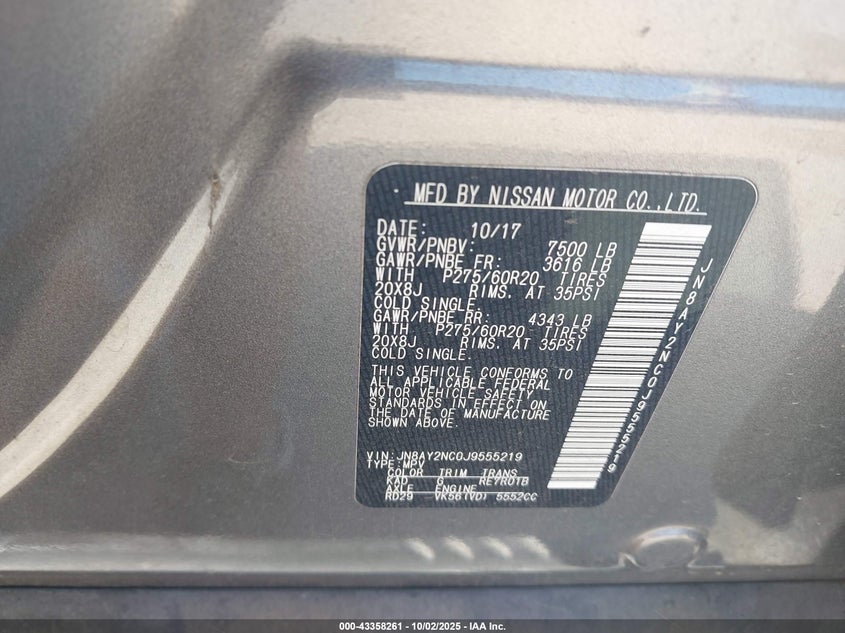 MFD BY NISSAN MOTOR CO.,LTD.
DATE: 10/17
GVWR/PNBV: 7500 LB
GAWR/PNBE FR: 3616 LB
WITH P275/60R20 TIRES
20X8J RIMS. AT 35PSI
COLD SINGLE.
GAWR/PNBE RR: 4343 LB
WITH P275/60R20 TIRES
20X8J RIMS. AT 35PSI
COLD SINGLE.
THIS VEHICLE CONFORMS TO
ALL APPLICABLE FEDERAL
MOTOR VEHICLE SAFETY
STANDARDS IN EFFECT ON
THE DATE OF MANUFACTURE
SHOWN ABOVE.
VIN: JN8AY2NC0J9555219
TYPE: MPV
COLOR TRIM TRANS
KAD G RE7R01B
AXLE ENGINE
RD29 VK56(VD) 5552CC
JN8AY2NC0J9555219
000-43358261 - 10/02/2025 - IAA Inc.